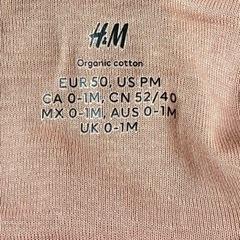 H&M
Organic cotton
EUR 50, US PM
CA 0-1M, CN 52/40
MX 0-1M, AUS 0-1M
UK 0-1M